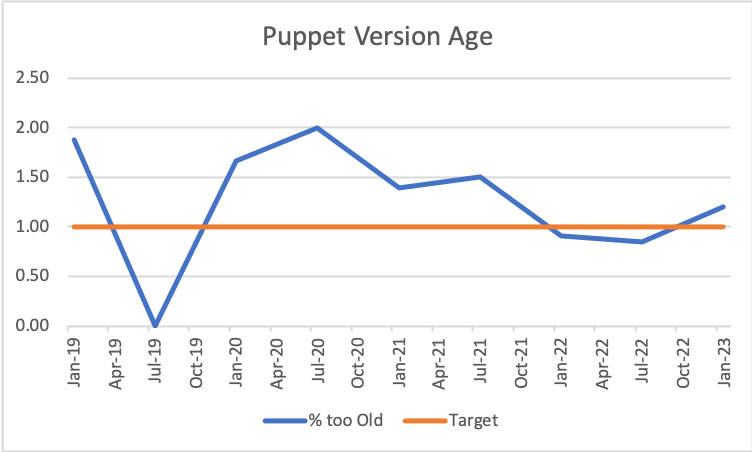 Puppet Version Age
2.50
2.00
1.50
1.00
0.50
0.00
Jan-19
Apr-19
Jul-19
Oct-19
Jan-20
Apr-20
Jul-20
Oct-20
Jan-21
Apr-21
Jul-21
Oct-21
Jan-22
Apr-22
Jul-22
Oct-22
Jan-23
% too Old
Target